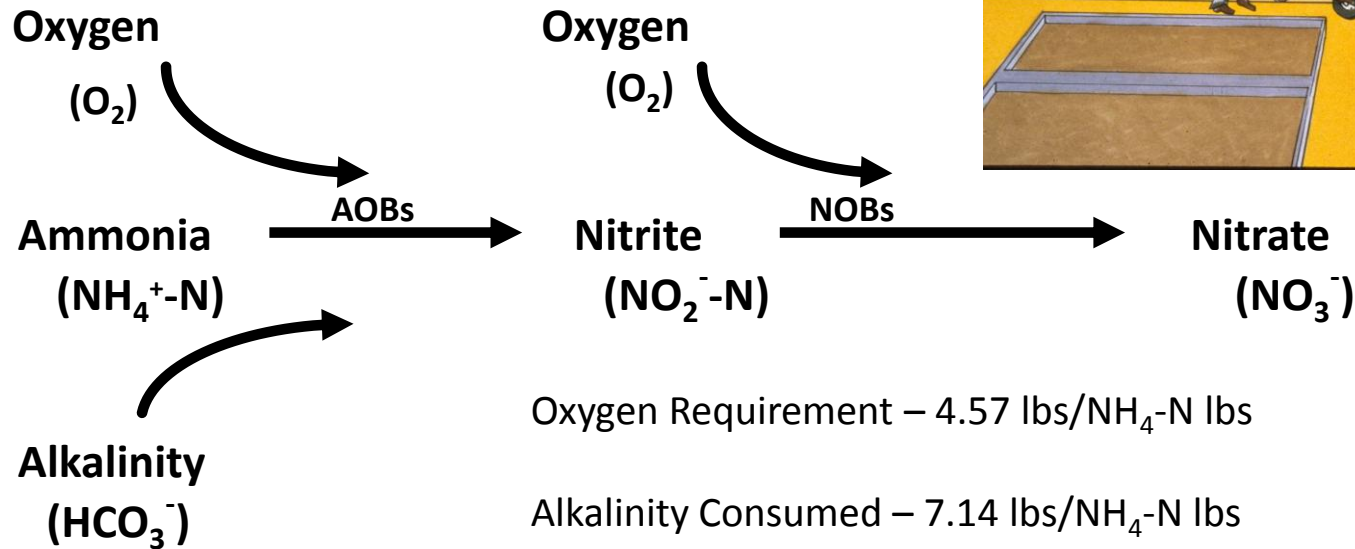 Oxygen
(O₂)
Oxygen
(O₂)
Ammonia
(NH₄⁺-N)
AOBs
Nitrite
(NO₂⁻-N)
NOBs
Nitrate
(NO₃⁻)
Alkalinity
(HCO₃⁻)
Oxygen Requirement – 4.57 lbs/NH₄-N lbs
Alkalinity Consumed – 7.14 lbs/NH₄-N lbs